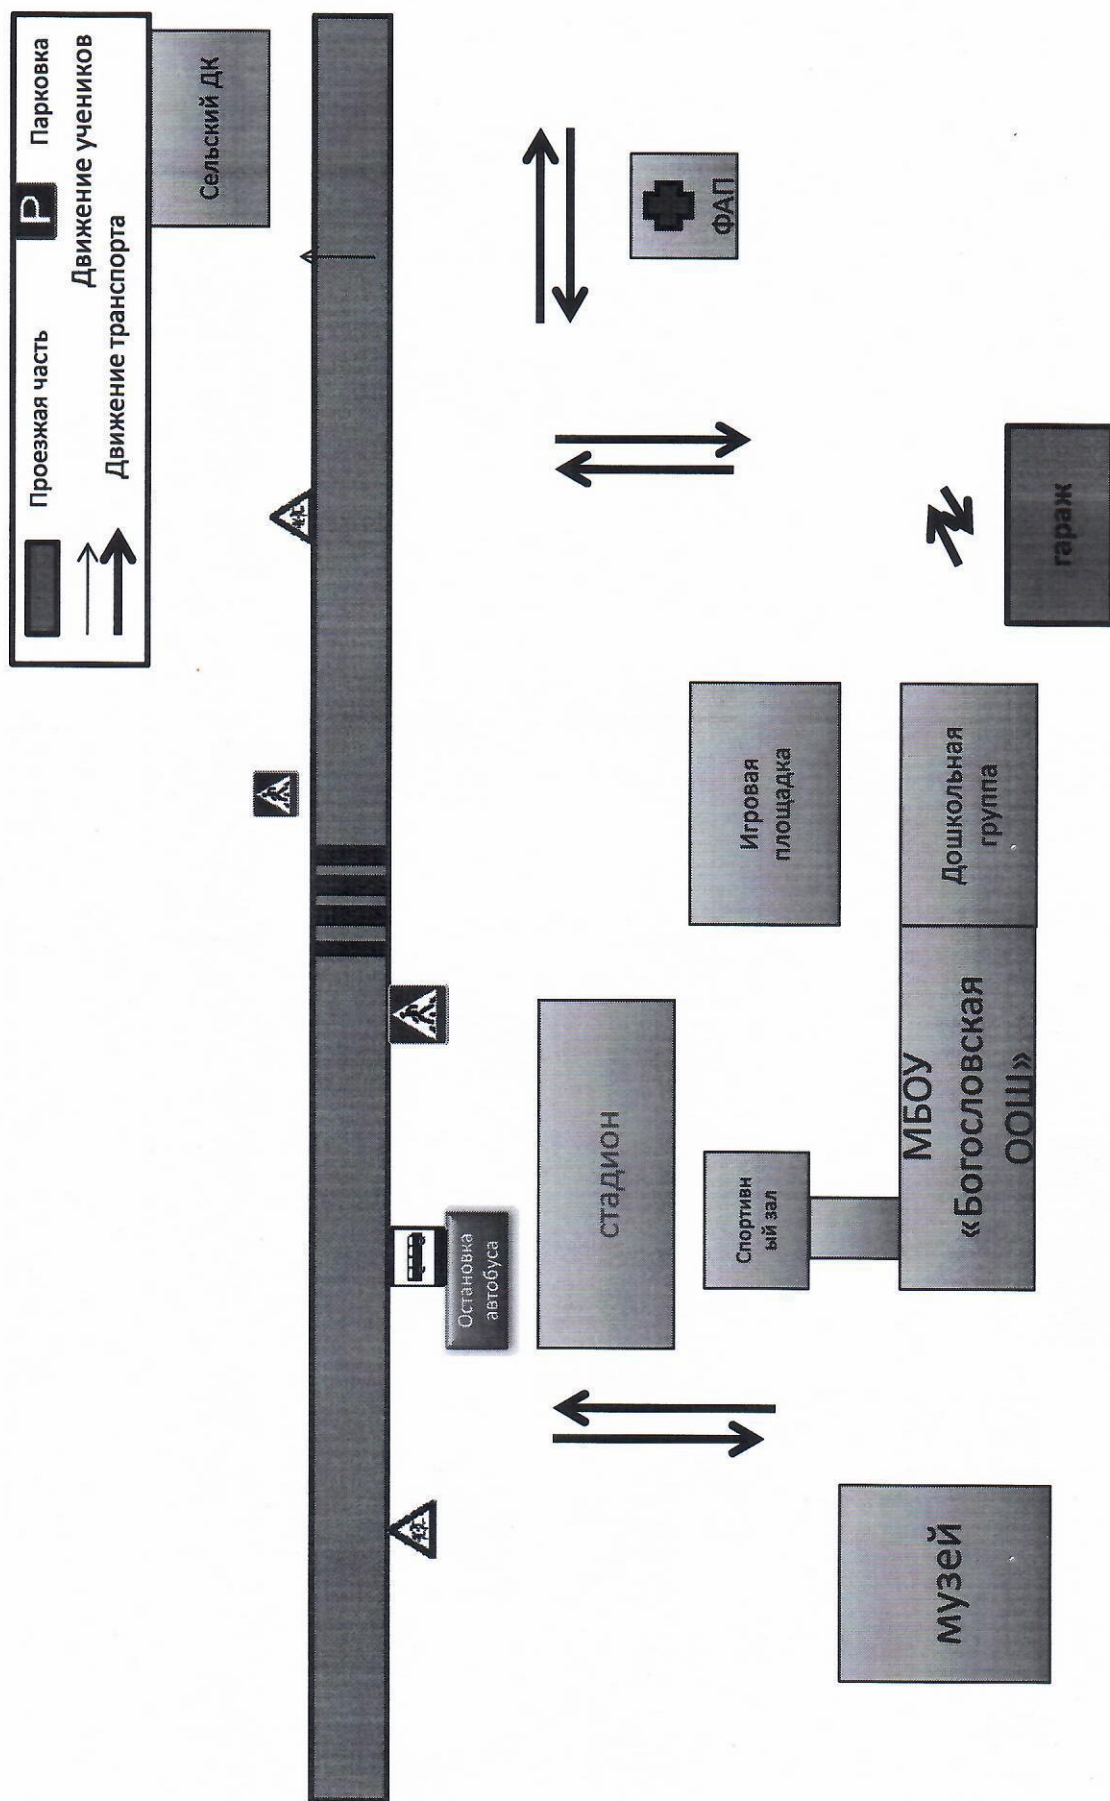 Проезжая часть
P Парковка
Движение учеников
Движение транспорта
Сельский ДК
Остановка
автобуса
стадион
ФАП
Спортивн
ый зал
Игровая
площадка
музей
МБОУ
«Богословская
ООШ»
Дошкольная
группа
гараж